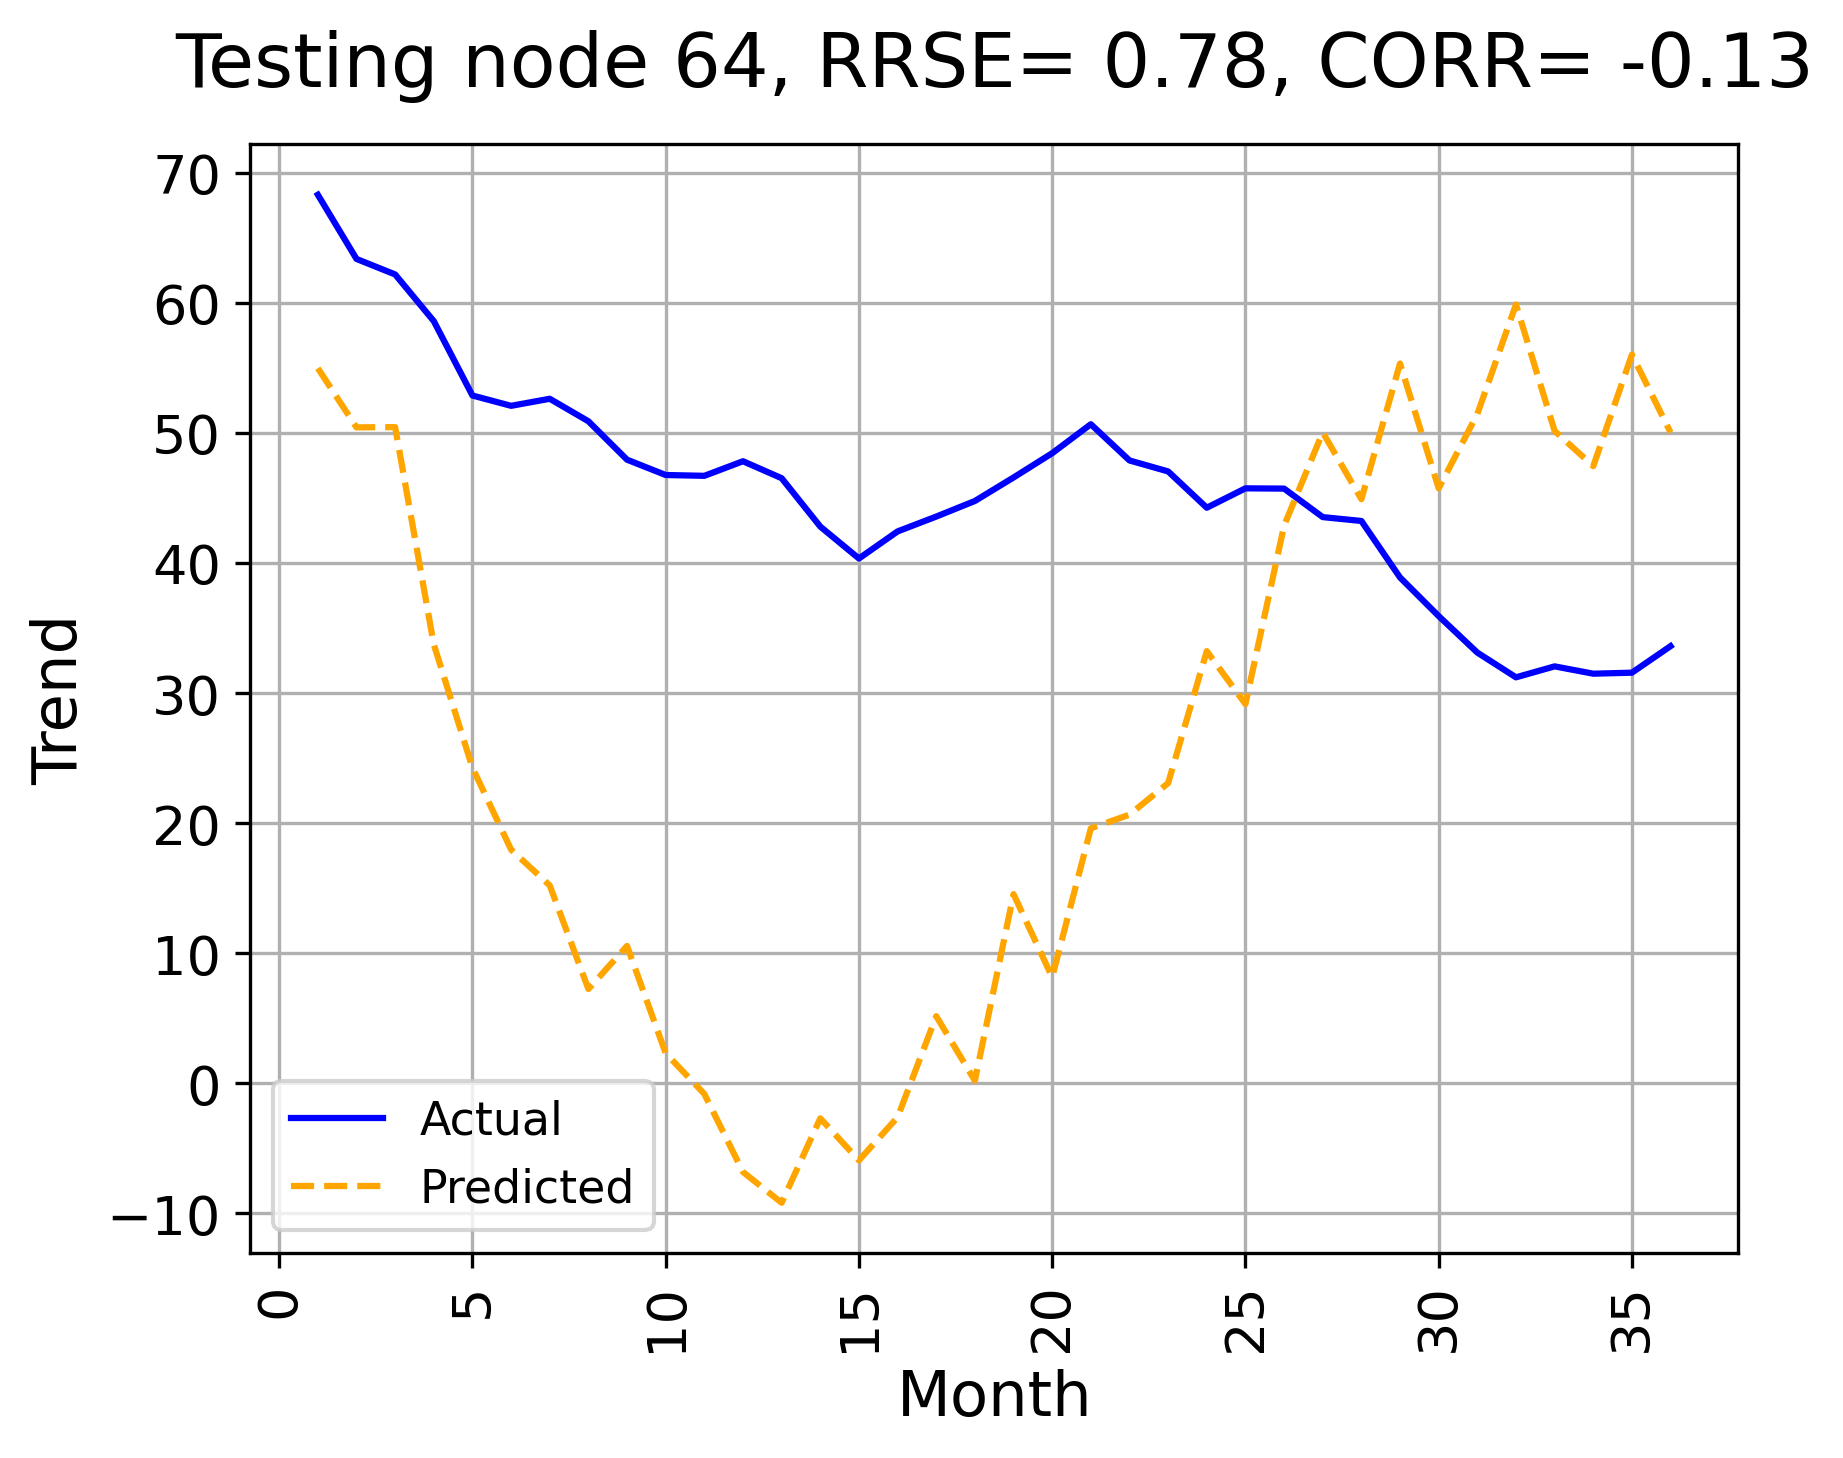 Testing node 64, RRSE= 0.78, CORR= -0.13
70
60
50
40
30
20
10
0
−10
Trend
Actual
Predicted
0 5 10 15 20 25 30 35
Month